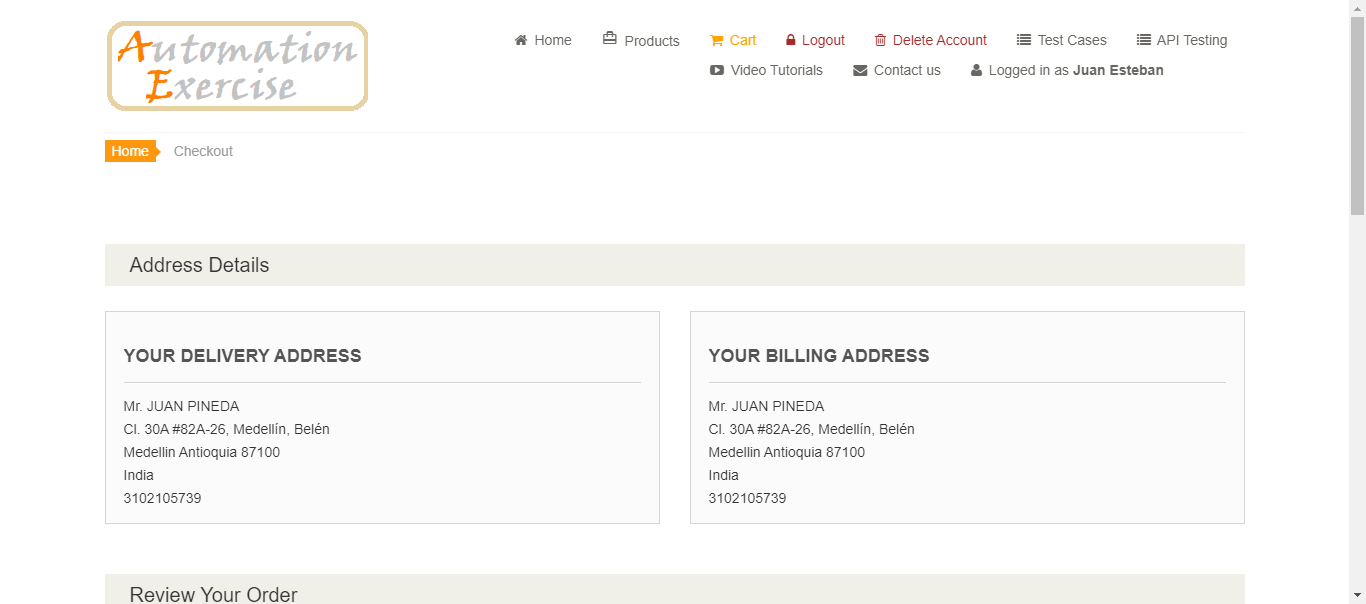 Automation
Exercise
Home Products Cart Logout Delete Account Test Cases API Testing
Video Tutorials Contact us Logged in as Juan Esteban
Home Checkout
Address Details
YOUR DELIVERY ADDRESS
Mr. JUAN PINEDA
Cl. 30A #82A-26, Medellín, Belén
Medellin Antioquia 87100
India
3102105739
YOUR BILLING ADDRESS
Mr. JUAN PINEDA
Cl. 30A #82A-26, Medellín, Belén
Medellin Antioquia 87100
India
3102105739
Review Your Order